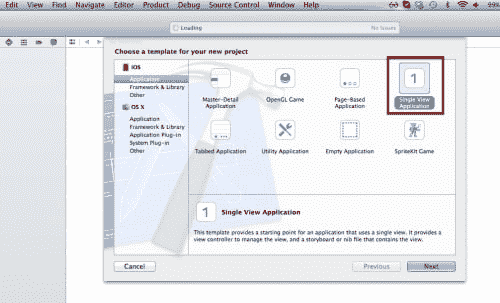 Edit View Find Navigate Editor Product Debug Source Control Window Help 99%
Loading No Issues
Choose a template for your new project
iOS
Application
Framework & Library
Other
OS X
Application
Framework & Library
Application Plug-in
System Plug-in
Other
Master-Detail Application
OpenGL Game
Page-Based Application
1
Single View Application
Tabbed Application
Utility Application
Empty Application
SpriteKit Game
1 Single View Application
This template provides a starting point for an application that uses a single view. It provides a
view controller to manage the view, and a storyboard or nib file that contains the view.
Cancel Previous Next